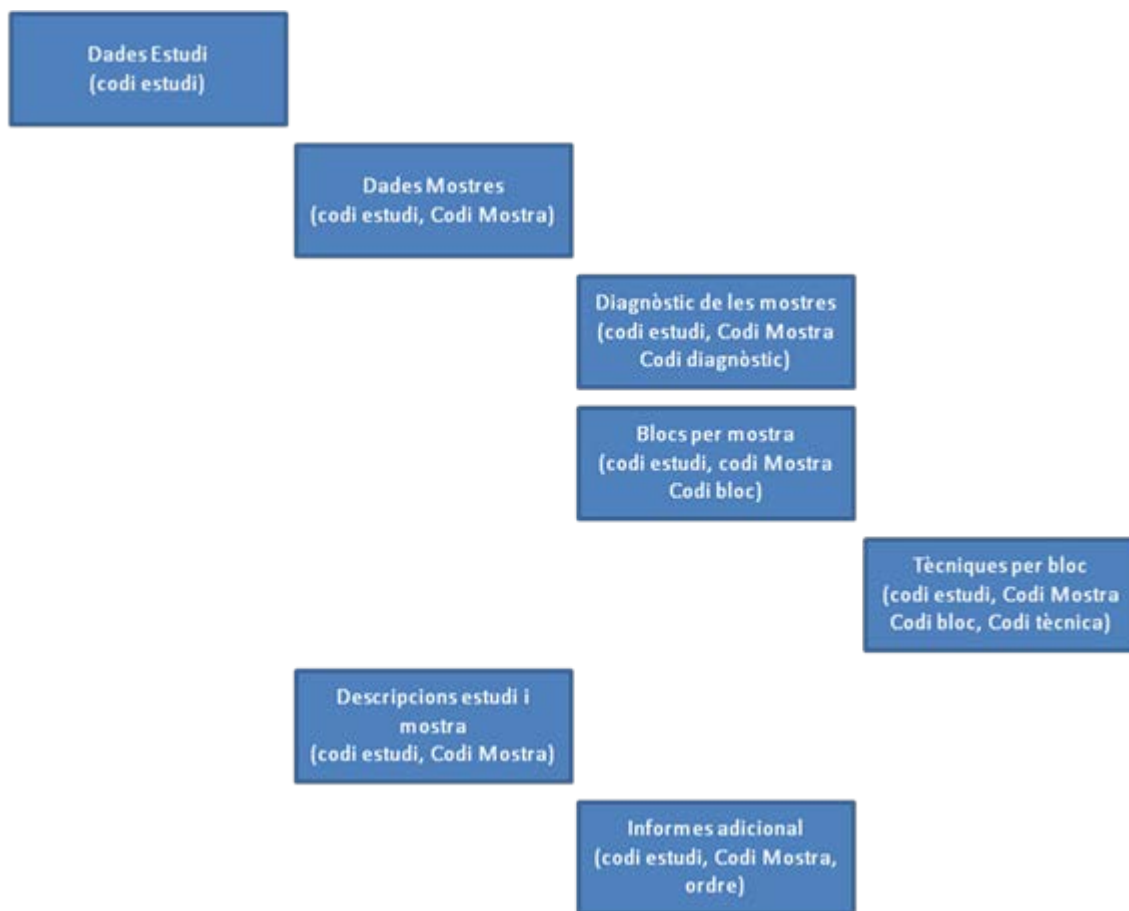 Dades Estudi
(codi estudi)
Dades Mostres
(codi estudi, Codi Mostra)
Diagnòstic de les mostres
(codi estudi, Codi Mostra
Codi diagnòstic)
Blocs per mostra
(codi estudi, codi Mostra
Codi bloc)
Tècniques per bloc
(codi estudi, Codi Mostra
Codi bloc, Codi tècnica)
Descripcions estudi i
mostra
(codi estudi, Codi Mostra)
Informes adicional
(codi estudi, Codi Mostra,
ordre)